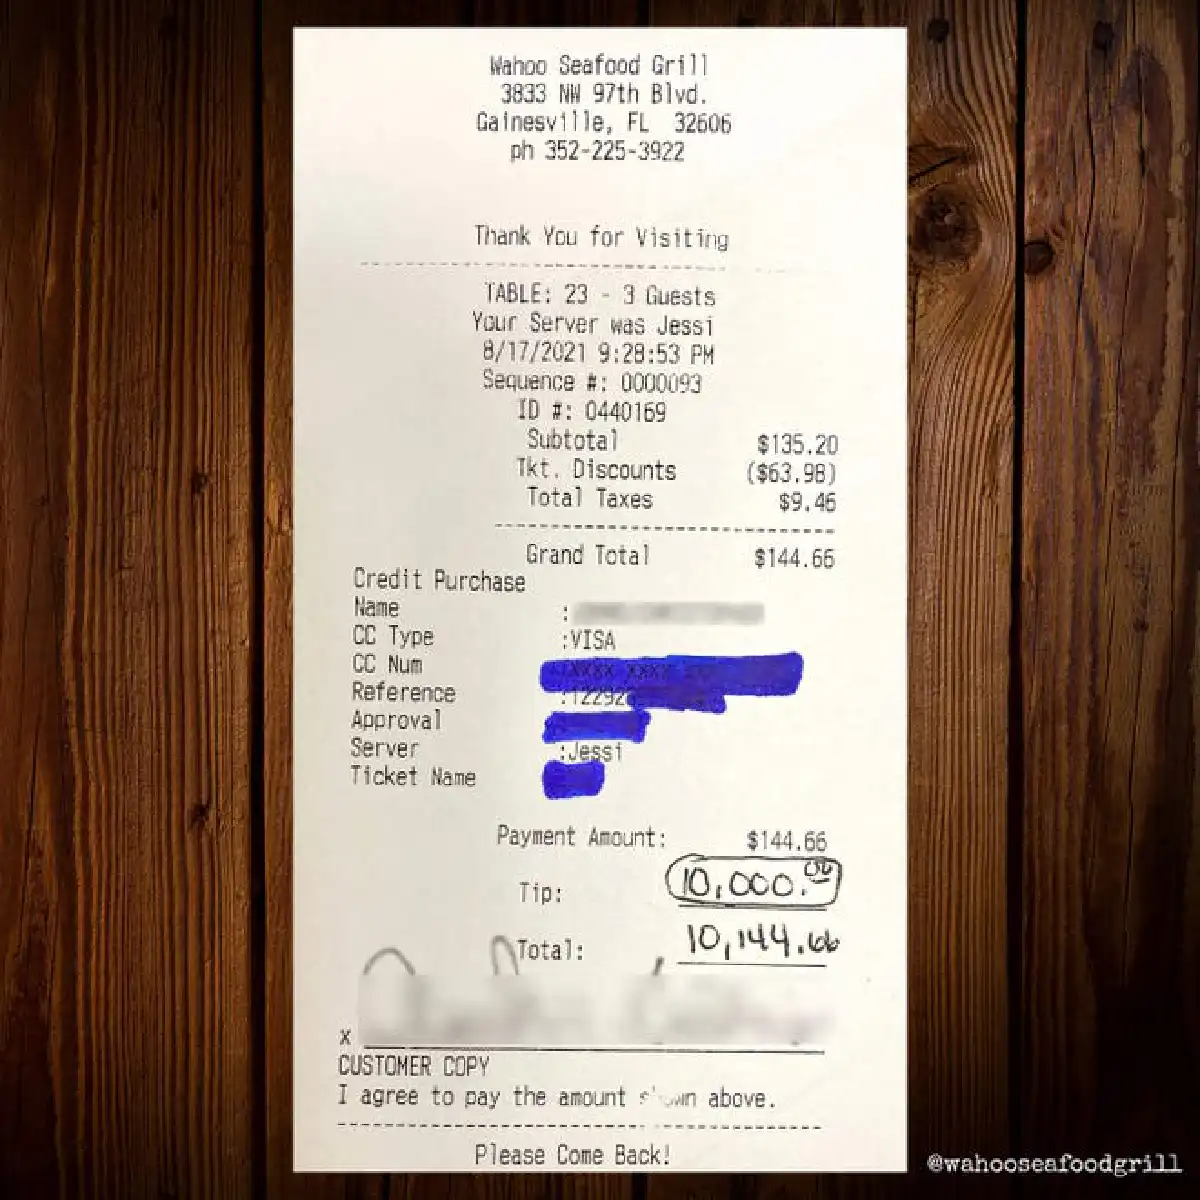 Wahoo Seafood Grill
3833 NW 97th Blvd.
Gainesville, FL 32606
ph 352-225-3922
Thank You for Visiting
TABLE: 23 - 3 Guests
Your Server was Jessi
8/17/2021 9:28:53 PM
Sequence #: 0000093
ID #: 0440169
Subtotal $135.20
Tkt. Discounts ($63.98)
Total Taxes $9.46
Grand Total $144.66
Credit Purchase
Name :
CC Type :VISA
CC Num
Reference :12292
Approval
Server :Jessi
Ticket Name
Payment Amount: $144.66
Tip: 10,000.00
Total: 10,144.66
x
CUSTOMER COPY
I agree to pay the amount shown above.
Please Come Back!
@wahooseafoodgrill